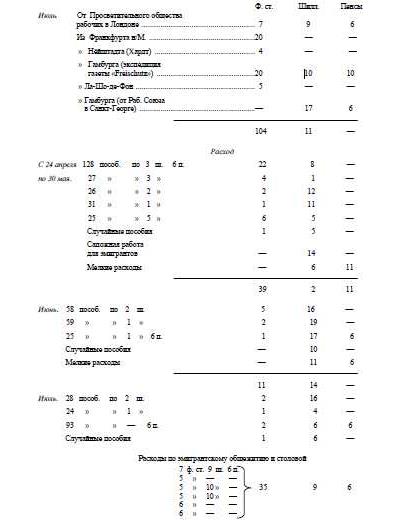 Ф. ст. Шилл. Пенсы
Июль От Просветительного общества
рабочих в Лондоне 7 9 6
Из Франкфурта н/М. 20 — —
» Нейштадта (Хардт) 4 — —
» Гамбурга (экспедиция
газеты «Freischutz») 20 10 10
» Ла-Шо-де-Фон 5 — —
» Гамбурга (от Раб. Союза
в Санкт-Георге) — 17 6
104 11 —
Расход
С 24 апреля 128 пособ. по 3 ш. 6 п. 22 8 —
по 30 мая. 27 » » 3 » 4 1 —
26 » » 2 » 2 12 —
31 » » 1 » 1 11 —
25 » » 5 » 6 5 —
Случайные пособия 1 5 —
Сапожная работа
для эмигрантов — 14 —
Мелкие расходы — 6 11
39 2 11
Июнь. 58 пособ. по 2 ш. 5 16 —
59 » » 1 » 2 19 —
25 » » 1 » 6 п. 1 17 6
Случайные пособия — 10 —
Мелкие расходы — 11 6
11 14 —
Июль. 28 пособ. по 2 ш. 2 16 —
24 » » 1 » 1 4 —
93 » » — 6 п. 2 6 6
Случайные пособия 1 6 —
Расходы по эмигрантскому общежитию и столовой
7 ф. ст. 9 ш. 6 п.
5 » — —
5 » 10 » — 35 9 6
5 » 10 » —
6 » — —
6 » — —